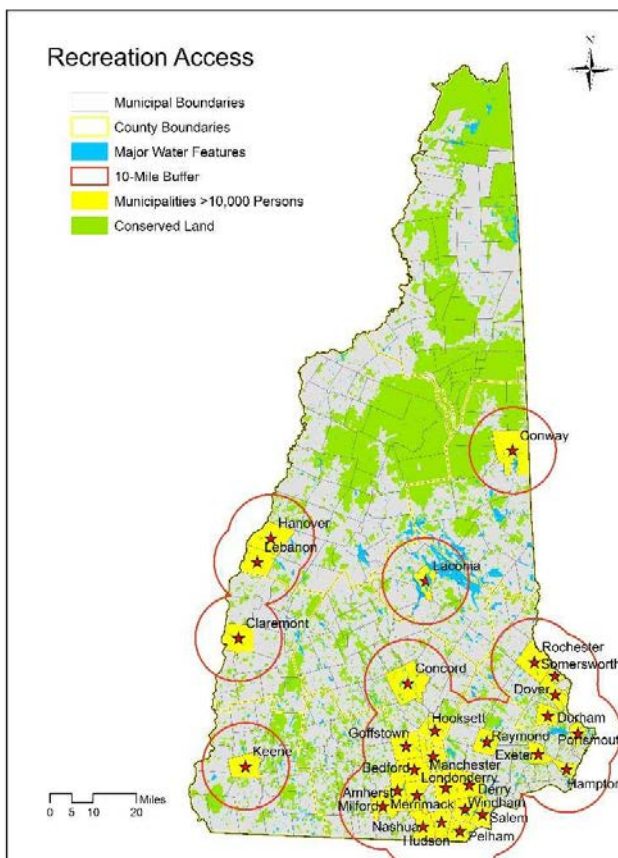 N
Recreation Access
Municipal Boundaries
County Boundaries
Major Water Features
10-Mile Buffer
Municipalities >10,000 Persons
Conserved Land
Conway
Hanover
Lebanon
Laconia
Claremont
Rochester
Somersworth
Concord
Dover
Durham
Hooksett
Goffstown
Raymond
Portsmouth
Keene
Exeter
Manchester
Bedford
Londonderry
Hampton
Derry
Amherst
Merrimack
Windham
Milford
Salem
Nashua
Pelham
Hudson
Miles
0 5 10 20